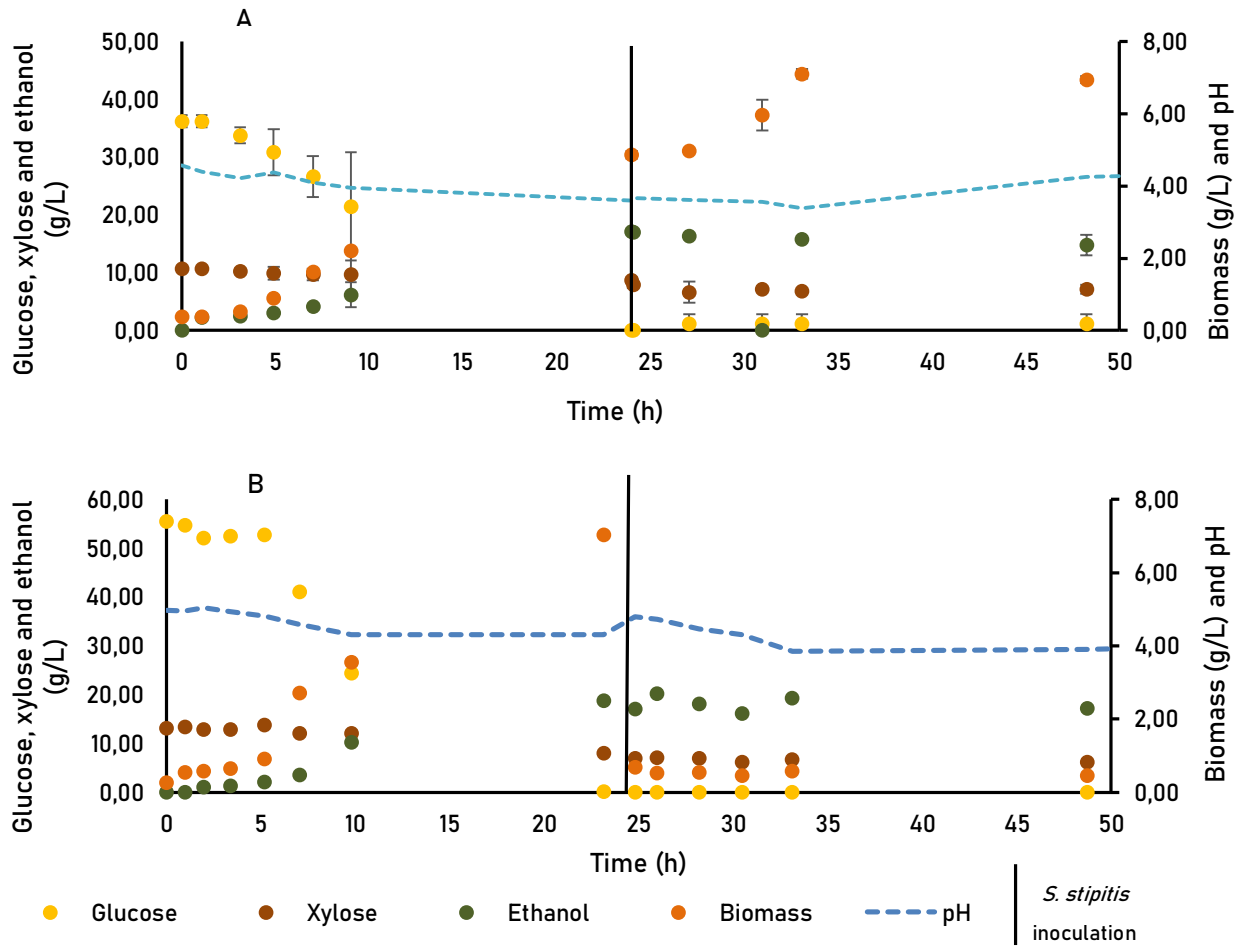 A
Glucose, xylose and ethanol
(g/L)
50,00
40,00
30,00
20,00
10,00
0,00
8,00
6,00
4,00
2,00
0,00
Biomass (g/L) and pH
0 5 10 15 20 25 30 35 40 45 50
Time (h)
B
Glucose, xylose and ethanol
(g/L)
60,00
50,00
40,00
30,00
20,00
10,00
0,00
8,00
6,00
4,00
2,00
0,00
Biomass (g/L) and pH
0 5 10 15 20 25 30 35 40 45 50
Time (h)
Glucose Xylose Ethanol Biomass pH
S. stipitis
inoculation